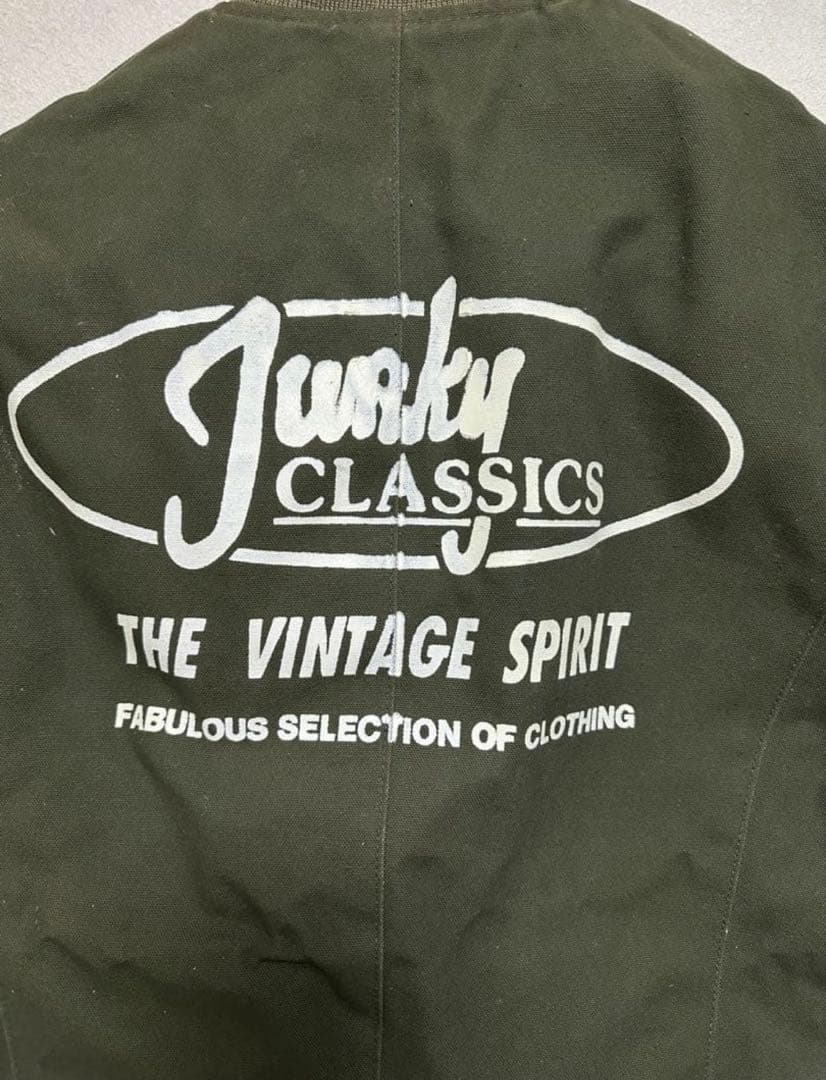 Junky
CLASSICS
THE VINTAGE SPIRIT
FABULOUS SELECTION OF CLOTHING